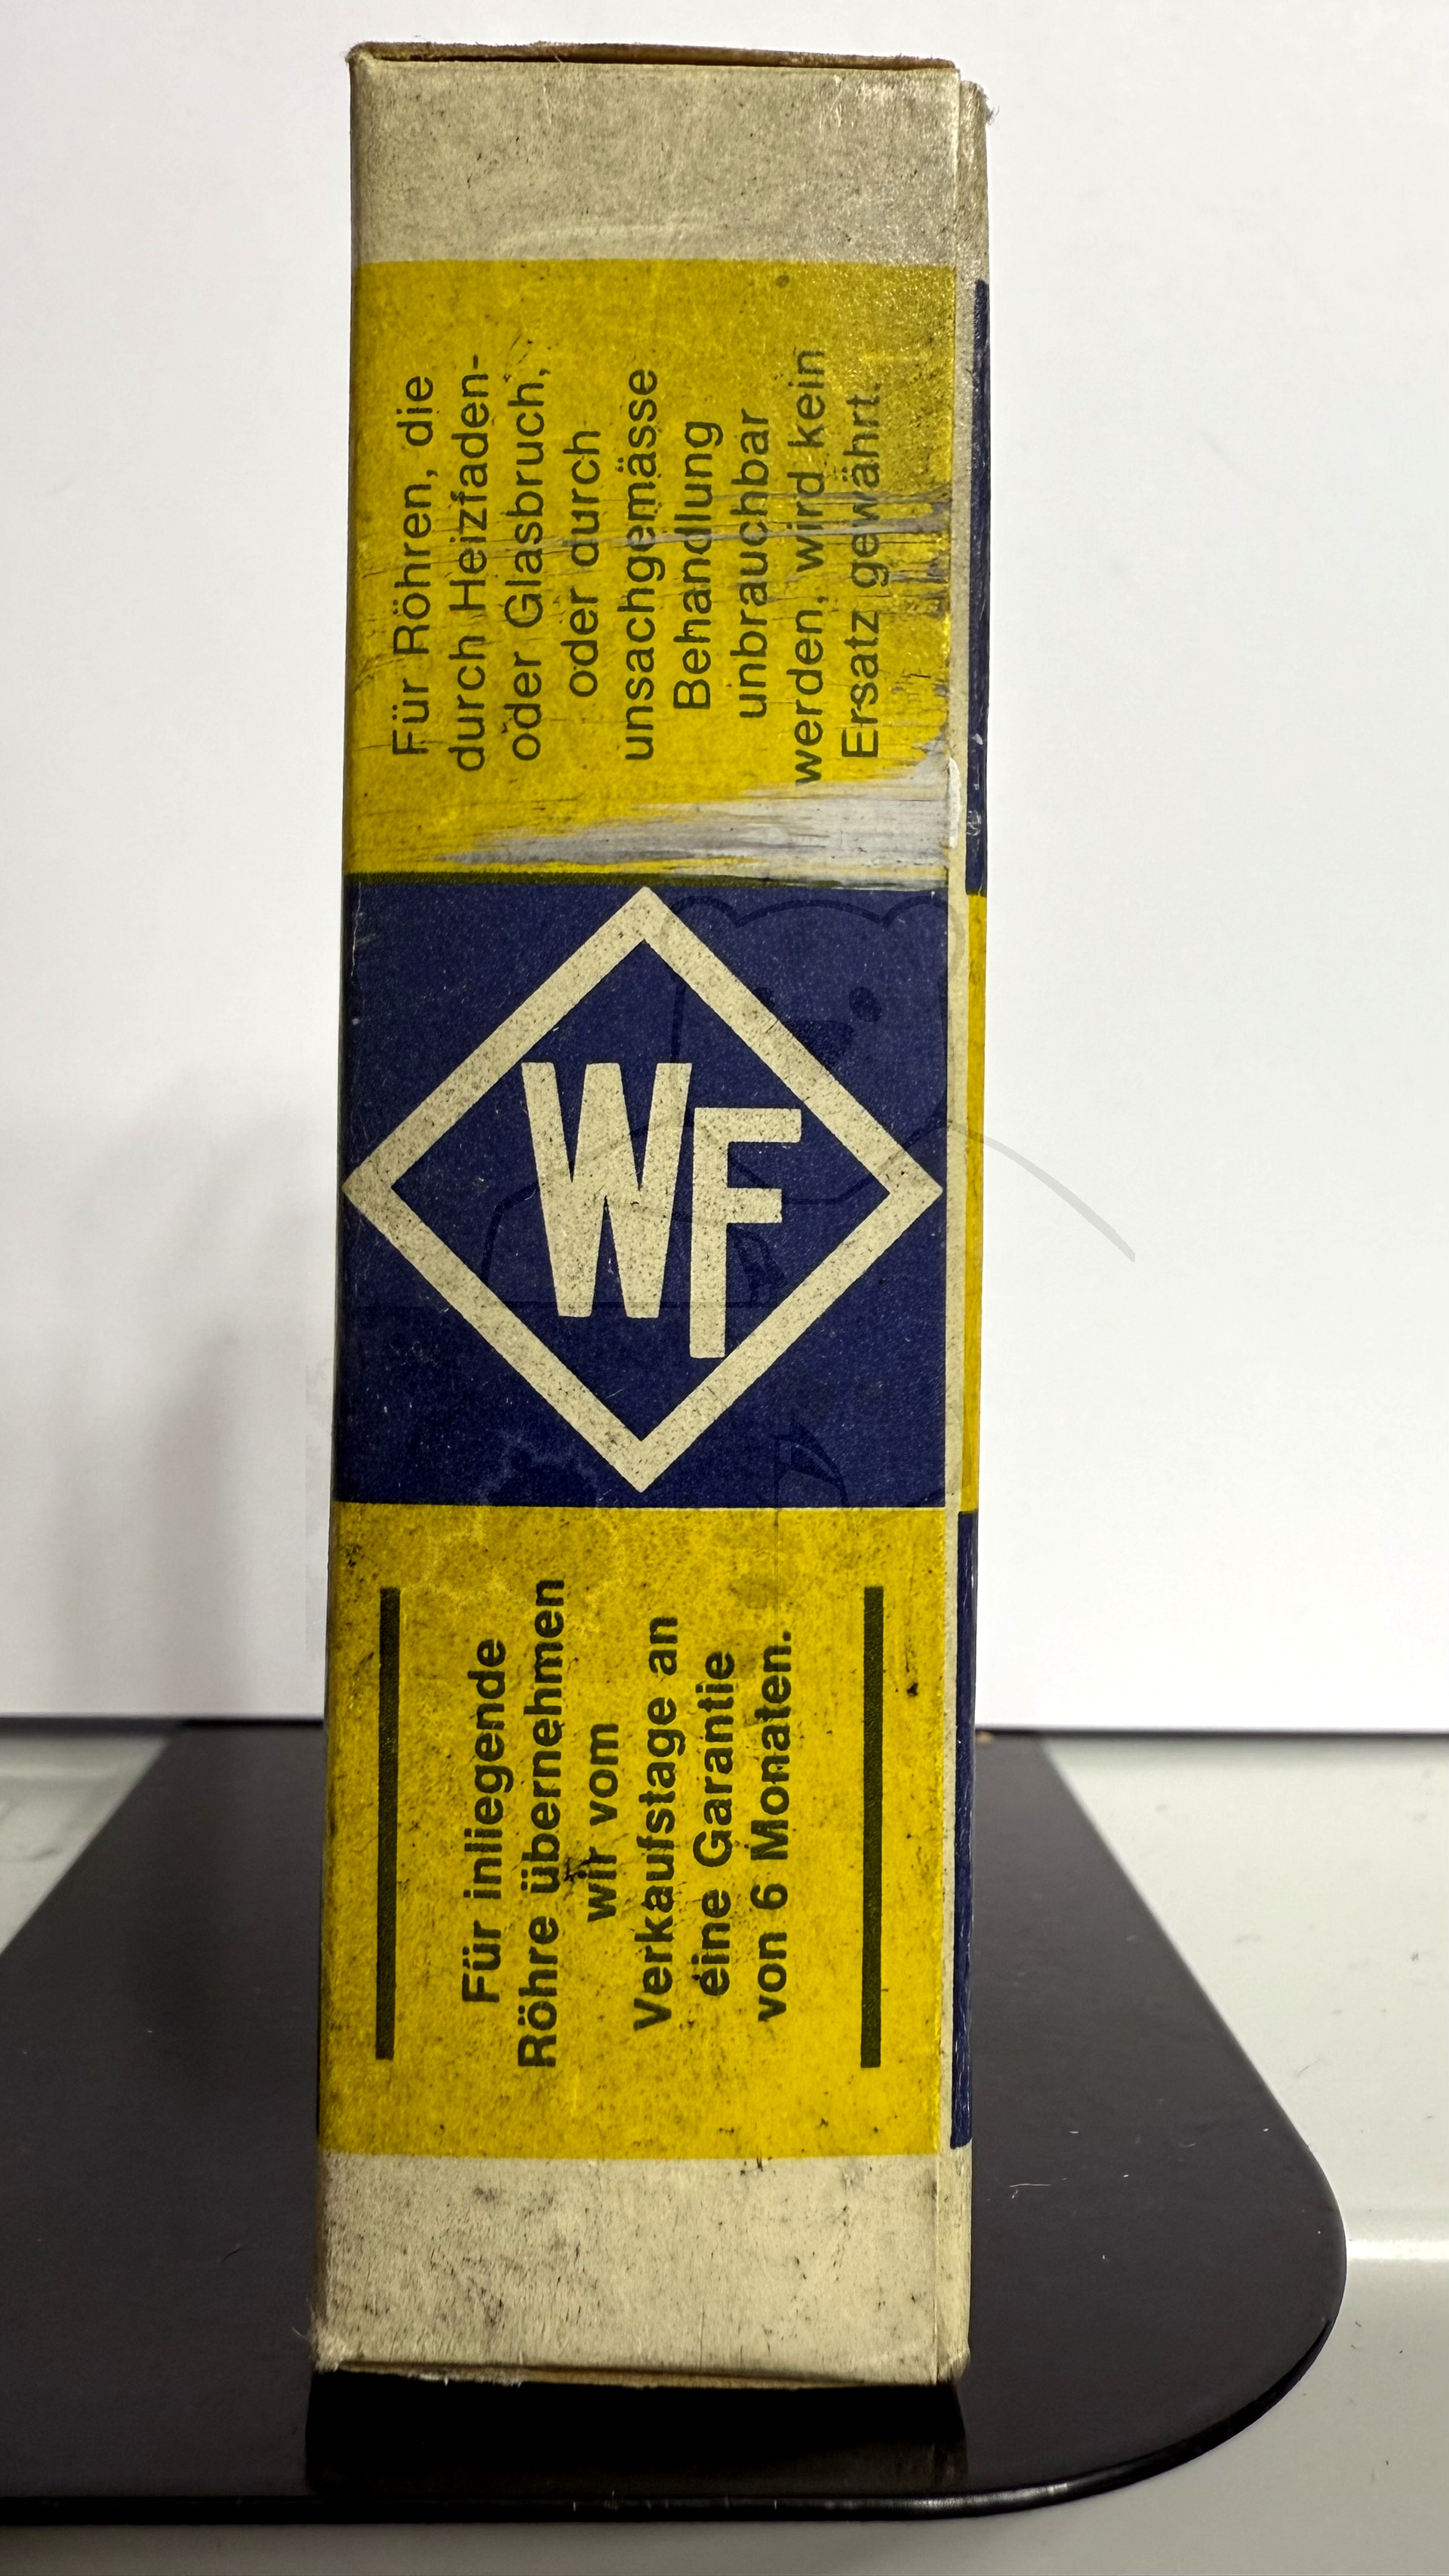 Für Röhren, die
durch Heizfaden-
oder Glasbruch,
oder durch
unsachgemässe
Behandlung
unbrauchbar
werden, wird kein
Ersatz gewährt.
WF
Für inliegende
Röhre übernehmen
wir vom
Verkaufstage an
eine Garantie
von 6 Monaten.